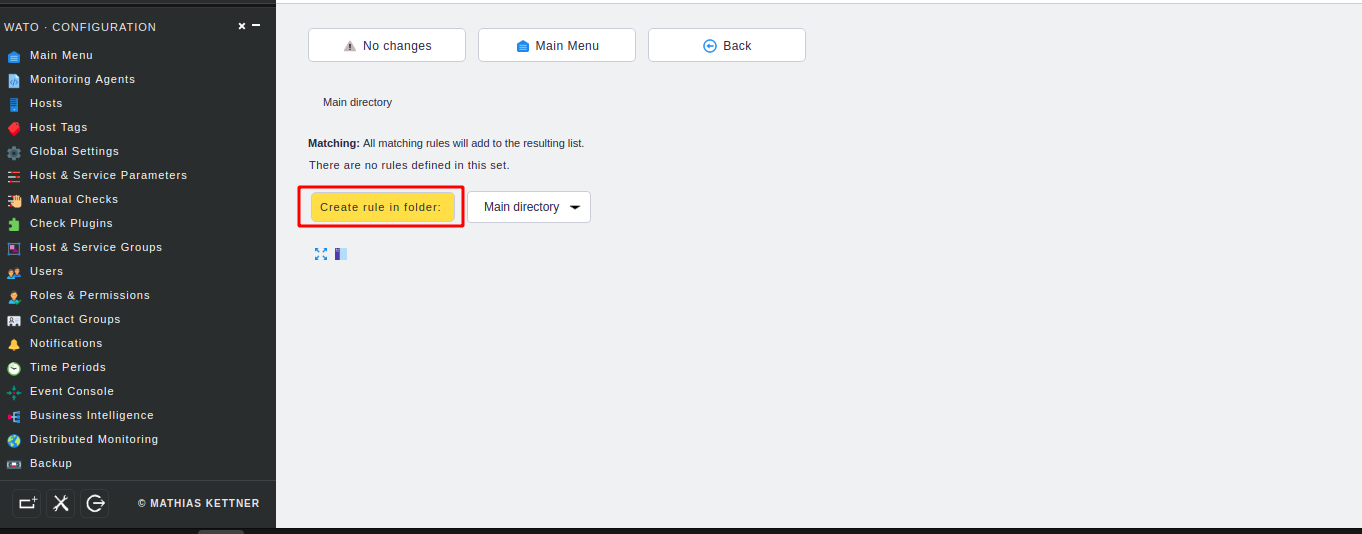 WATO · CONFIGURATION
Main Menu
Monitoring Agents
Hosts
Host Tags
Global Settings
Host & Service Parameters
Manual Checks
Check Plugins
Host & Service Groups
Users
Roles & Permissions
Contact Groups
Notifications
Time Periods
Event Console
Business Intelligence
Distributed Monitoring
Backup
© MATHIAS KETTNER
No changes
Main Menu
Back
Main directory
Matching: All matching rules will add to the resulting list.
There are no rules defined in this set.
Create rule in folder:
Main directory